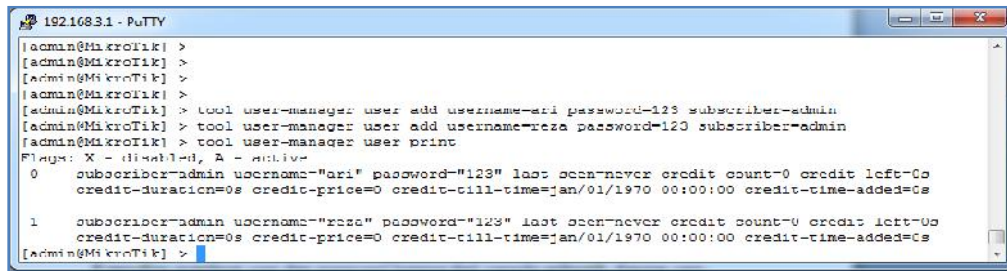 192.168.3.1 - PuTTY
[admin@MikroTik] >
[admin@MikroTik] >
[admin@MikroTik] >
[admin@MikroTik] >
[admin@MikroTik] > tool user-manager user add username=ari password=123 subscriber=admin
[admin@MikroTik] > tool user-manager user add username=reza password=123 subscriber=admin
[admin@MikroTik] > tool user-manager user print
Flags: X - disabled, A - active
0 subscriber=admin username="ari" password="123" last-seen=never credit-count=0 credit-left=0s
credit-duration=0s credit-price=0 credit-till-time=jan/01/1970 00:00:00 credit-time-added=0s
1 subscriber=admin username="reza" password="123" last-seen=never credit-count=0 credit-left=0s
credit-duration=0s credit-price=0 credit-till-time=jan/01/1970 00:00:00 credit-time-added=0s
[admin@MikroTik] >